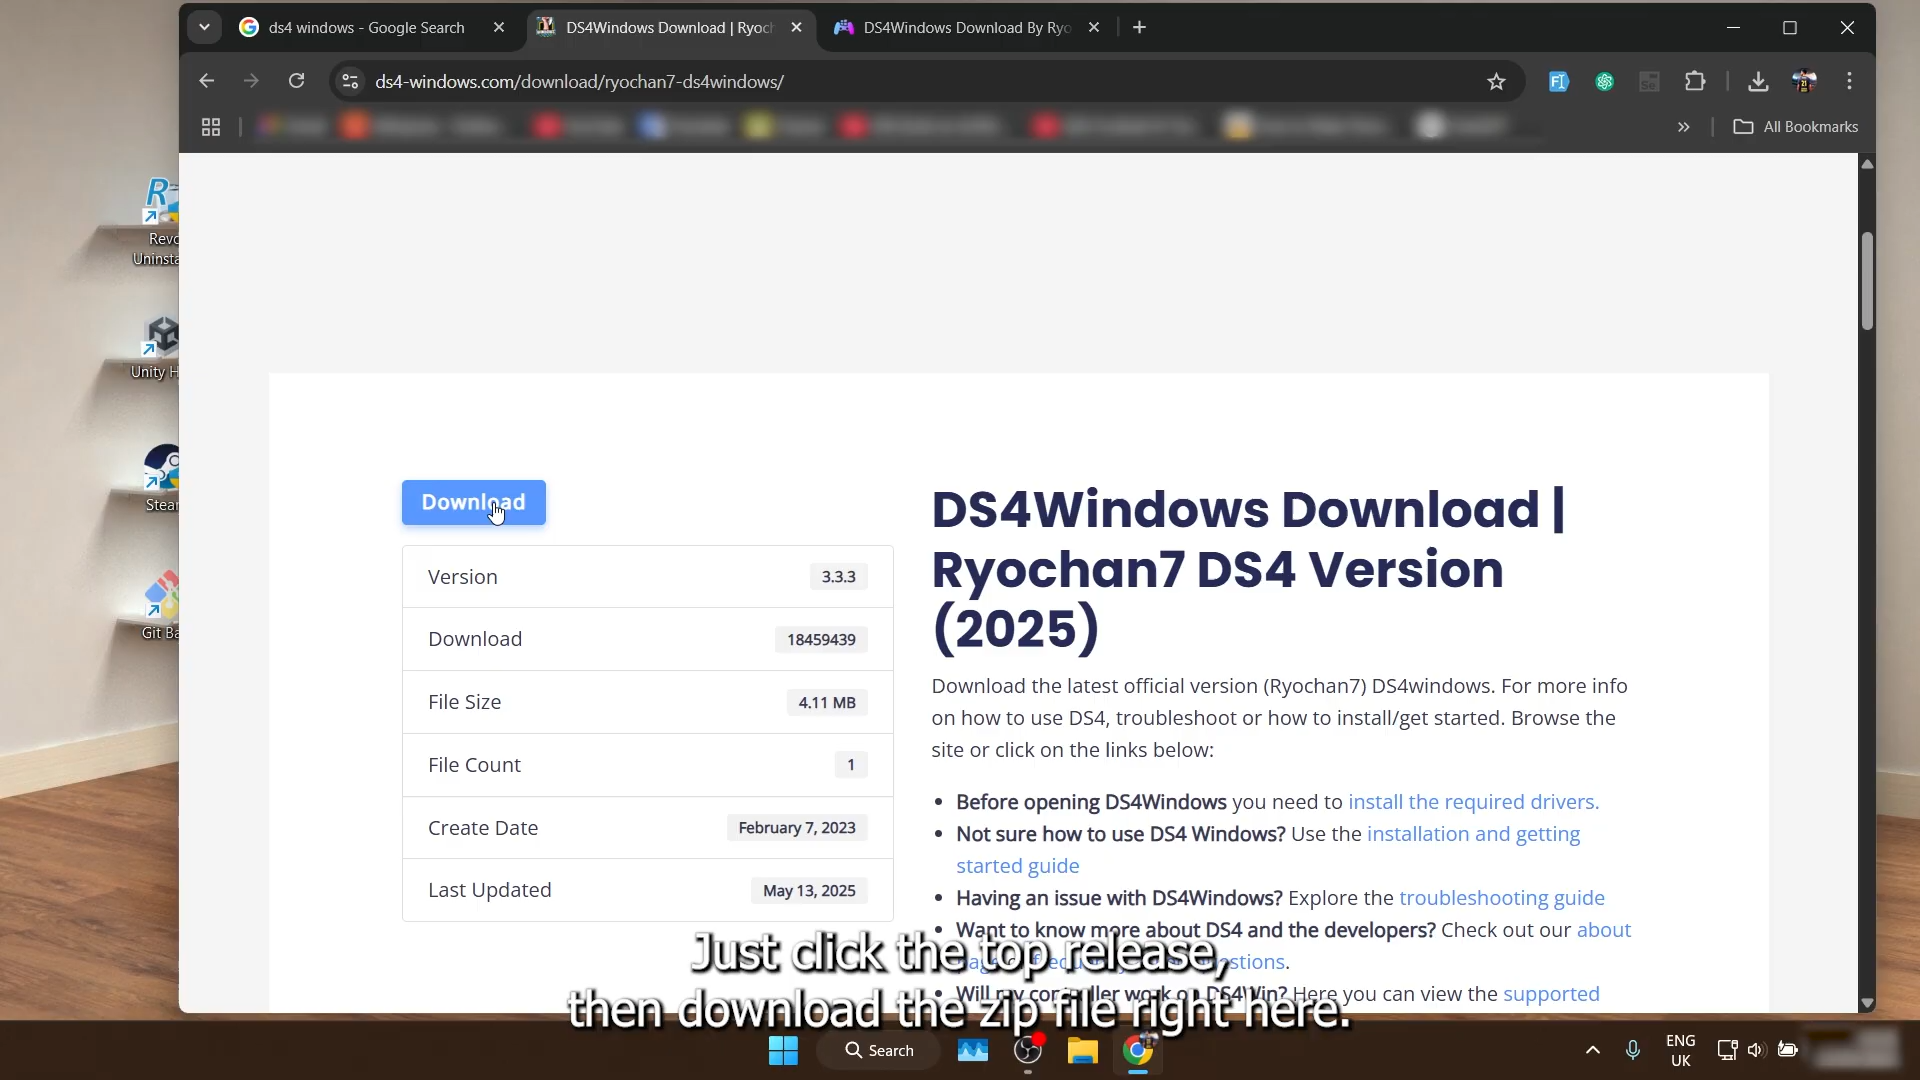 ds4 windows - Google Search
DS4Windows Download | Ryoch
DS4Windows Download By Ryo
ds4-windows.com/download/ryochan7-ds4windows/
All Bookmarks
Revo
Uninsta
Unity H
Stea
Git Ba
Download
Version 3.3.3
Download 18459439
File Size 4.11 MB
File Count 1
Create Date February 7, 2023
Last Updated May 13, 2025
DS4Windows Download |
Ryochan7 DS4 Version
(2025)
Download the latest official version (Ryochan7) DS4windows. For more info
on how to use DS4, troubleshoot or how to install/get started. Browse the
site or click on the links below:
Before opening DS4Windows you need to install the required drivers.
Not sure how to use DS4 Windows? Use the installation and getting
started guide
Having an issue with DS4Windows? Explore the troubleshooting guide
Want to know more about DS4 and the developers? Check out our about
Will my controller work on DS4Win? Here you can view the supported
Just click the top release,
then download the zip file right here.
Search
ENG
UK